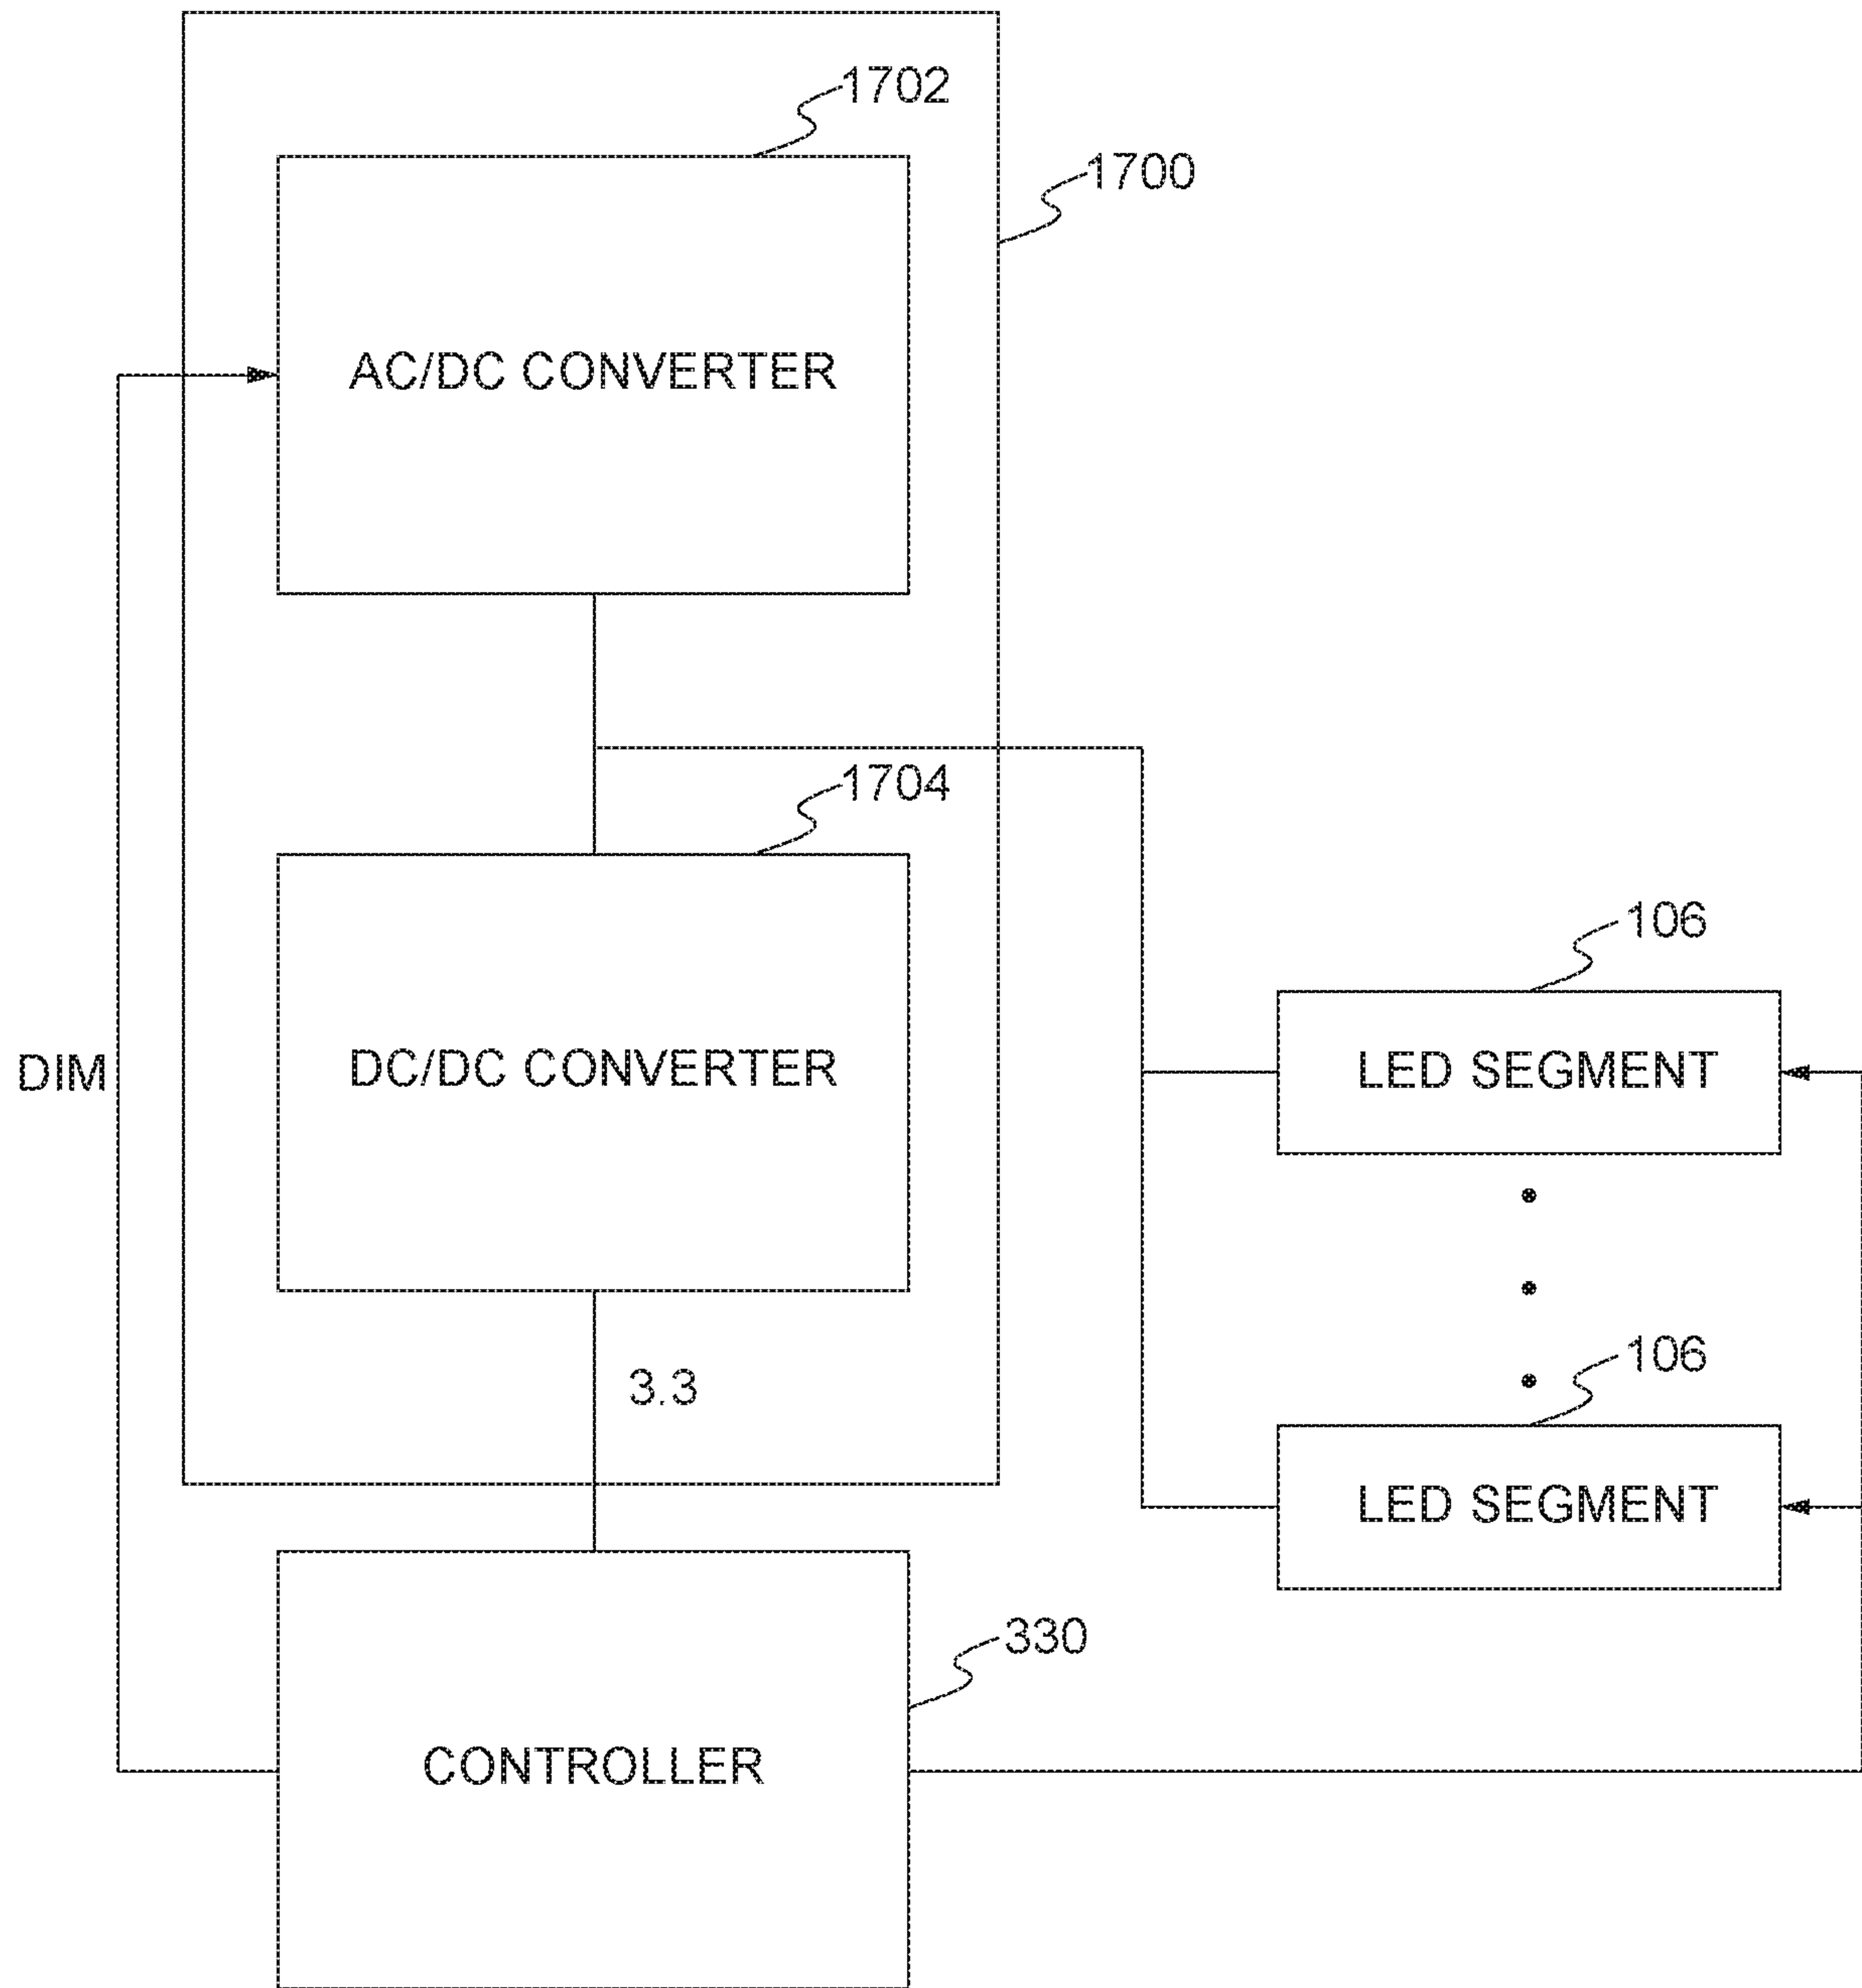 1702
1700
AC/DC CONVERTER
1704
106
DIM
DC/DC CONVERTER
LED SEGMENT
106
3.3
LED SEGMENT
330
CONTROLLER